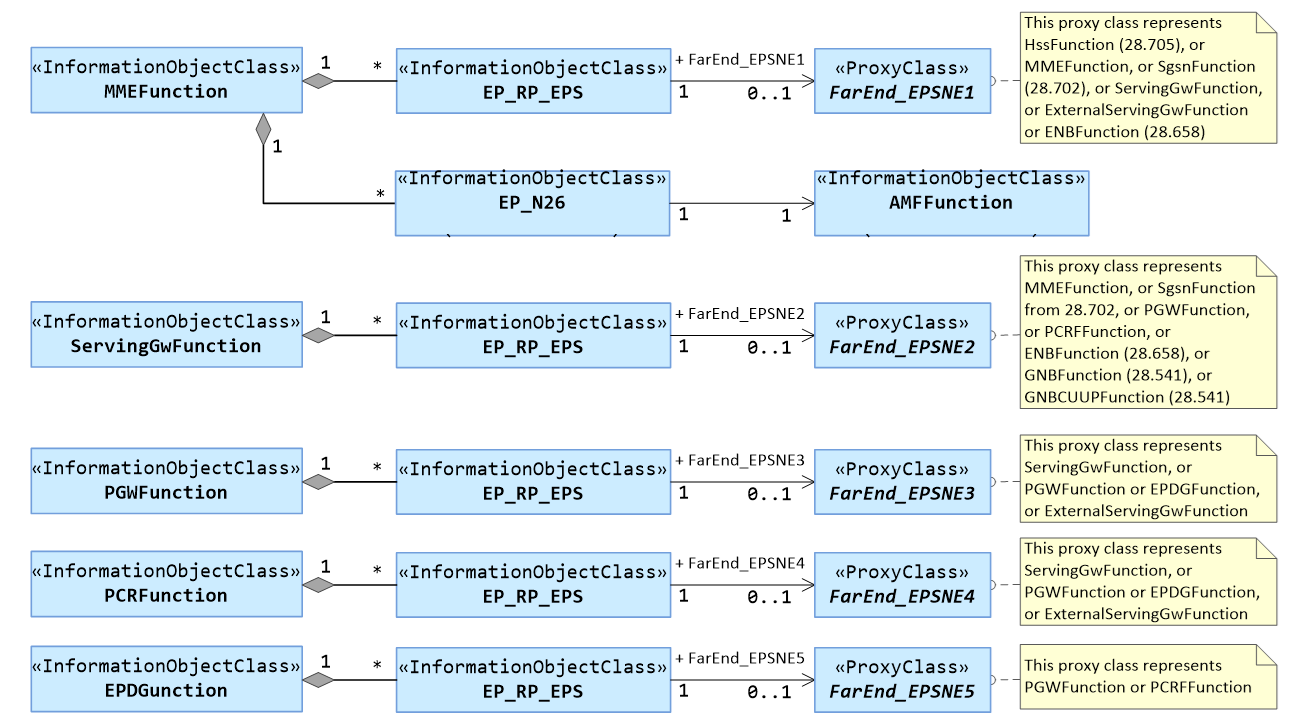 «InformationObjectClass»
MMEFunction
1
*
«InformationObjectClass»
EP_RP_EPS
+ FarEnd_EPSNE1
1
0..1
«ProxyClass»
FarEnd_EPSNE1
This proxy class represents
HssFunction (28.705), or
MMEFunction, or SgsnFunction
(28.702), or ServingGwFunction,
or ExternalServingGwFunction
or ENBFunction (28.658)
1
*
«InformationObjectClass»
EP_N26
1
1
«InformationObjectClass»
AMFFunction
«InformationObjectClass»
ServingGwFunction
1
*
«InformationObjectClass»
EP_RP_EPS
+ FarEnd_EPSNE2
1
0..1
«ProxyClass»
FarEnd_EPSNE2
This proxy class represents
MMEFunction, or SgsnFunction
from 28.702, or PGWFunction,
or PCRFFunction, or
ENBFunction (28.658), or
GNBFunction (28.541), or
GNBCUUPFunction (28.541)
«InformationObjectClass»
PGWFunction
1
*
«InformationObjectClass»
EP_RP_EPS
+ FarEnd_EPSNE3
1
0..1
«ProxyClass»
FarEnd_EPSNE3
This proxy class represents
ServingGwFunction, or
PGWFunction or EPDGFunction,
or ExternalServingGwFunction
«InformationObjectClass»
PCRFunction
1
*
«InformationObjectClass»
EP_RP_EPS
+ FarEnd_EPSNE4
1
0..1
«ProxyClass»
FarEnd_EPSNE4
This proxy class represents
ServingGwFunction, or
PGWFunction or EPDGFunction,
or ExternalServingGwFunction
«InformationObjectClass»
EPDGunction
1
*
«InformationObjectClass»
EP_RP_EPS
+ FarEnd_EPSNE5
1
0..1
«ProxyClass»
FarEnd_EPSNE5
This proxy class represents
PGWFunction or PCRFFunction